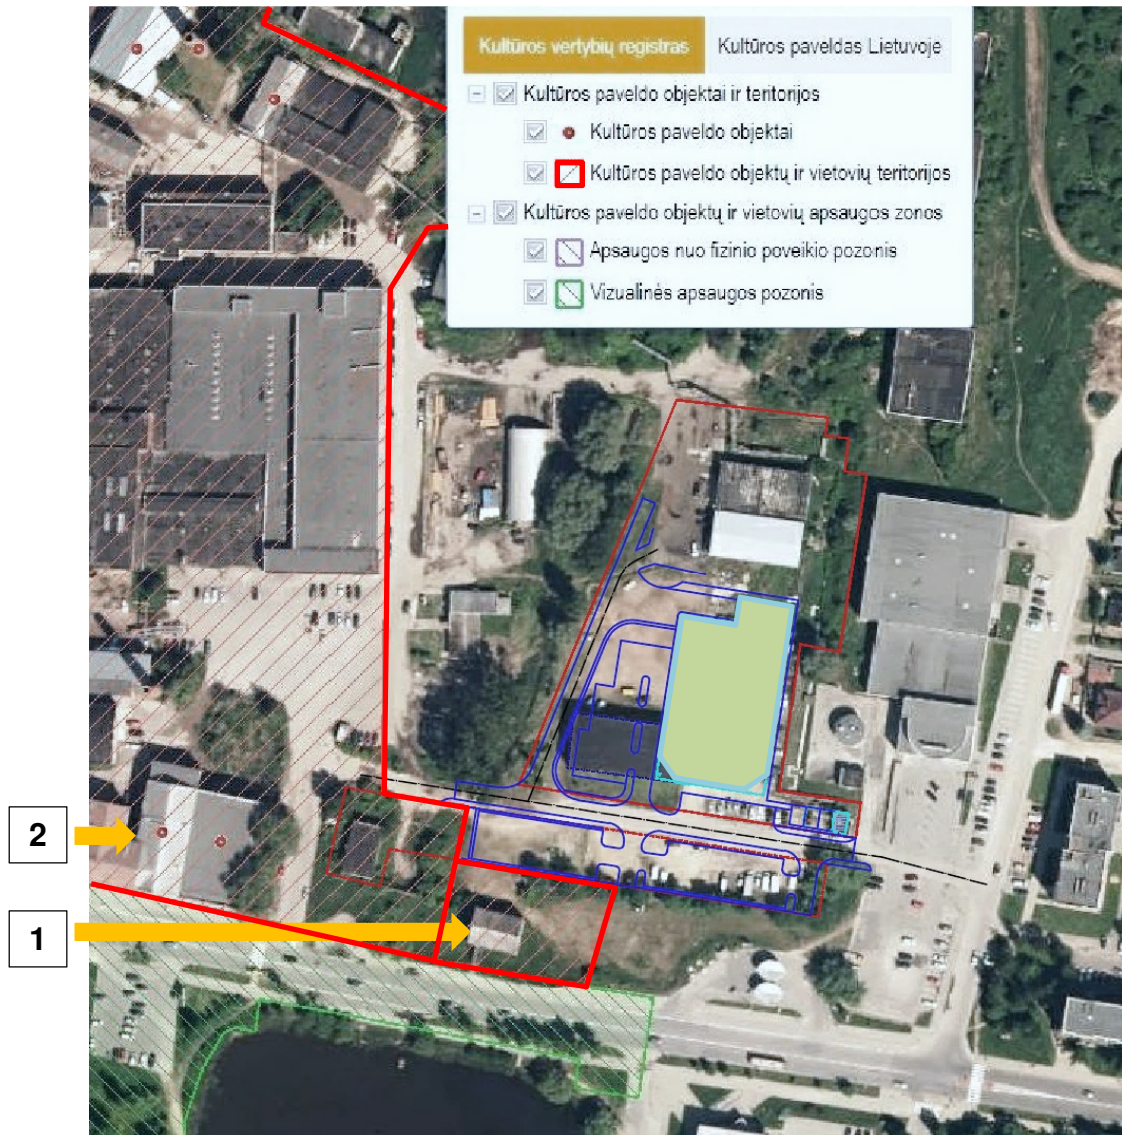 Kultūros vertybių registras Kultūros paveldas Lietuvoje
Kultūros paveldo objektai ir teritorijos
Kultūros paveldo objektai
Kultūros paveldo objektų ir vietovių teritorijos
Kultūros paveldo objektų ir vietovių apsaugos zonos
Apsaugos nuo fizinio poveikio pozonis
Vizualinės apsaugos pozonis
2
1